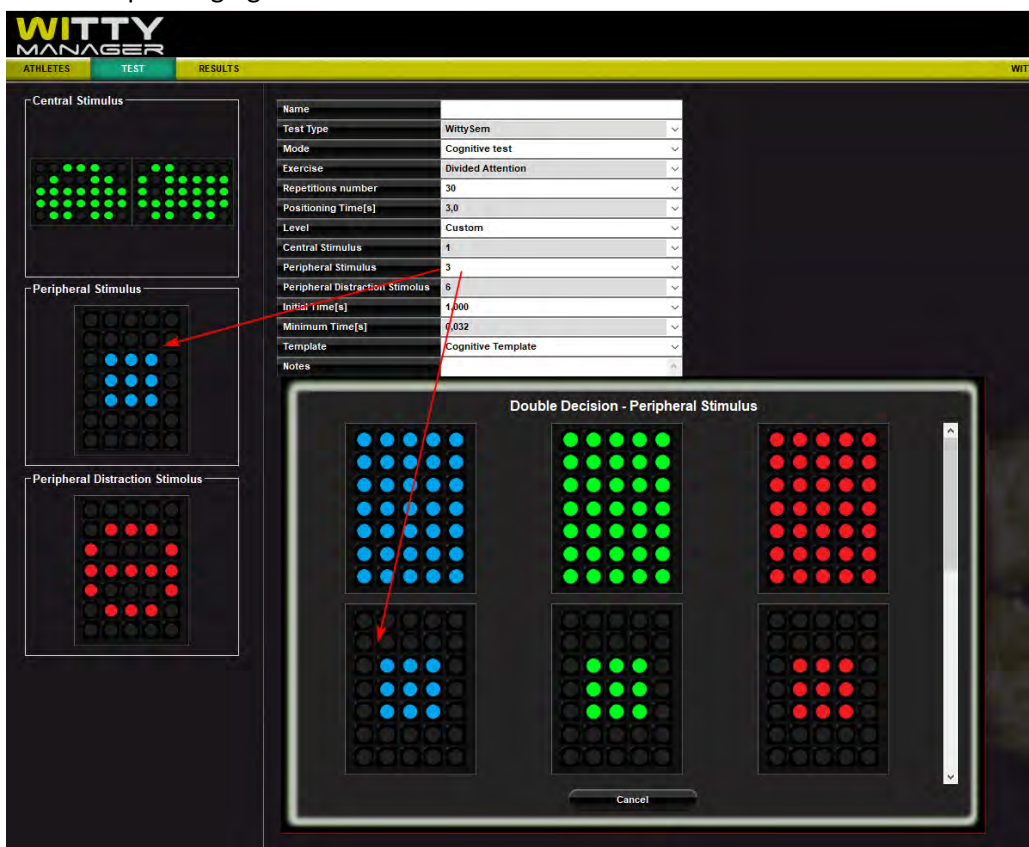 WITTY
MANAGER
ATHLETES TEST RESULTS WIT
Central Stimulus
Name
Test Type WittySem
Mode Cognitive test
Exercise Divided Attention
Repetitions number 30
Positioning Time[s] 3,0
Level Custom
Central Stimulus 1
Peripheral Stimulus 3
Peripheral Distraction Stimolus 6
Initial Time[s] 1,000
Minimum Time[s] 0,032
Template Cognitive Template
Notes
Peripheral Stimulus
Peripheral Distraction Stimolus
Double Decision - Peripheral Stimulus
Cancel